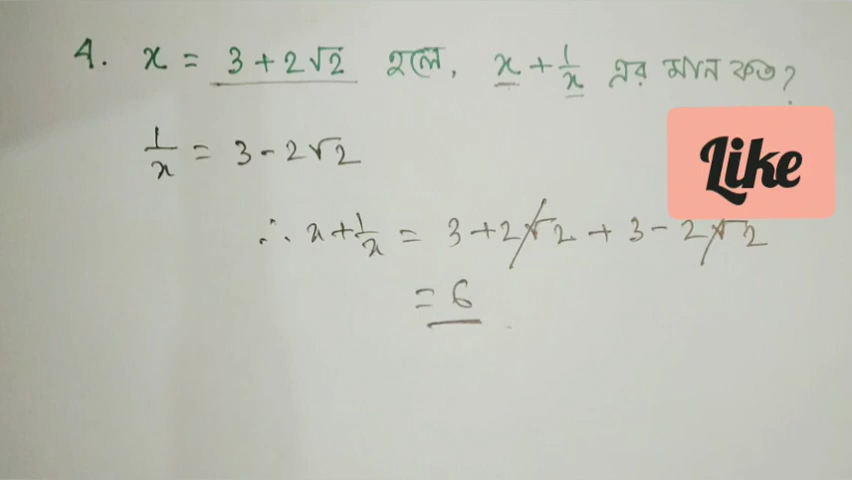 4. x = 3 + 2√2 হলে, x + 1/x এর মান কত?
1/x = 3 - 2√2
Like
∴ x + 1/x = 3 + 2√2 + 3 - 2√2
= 6